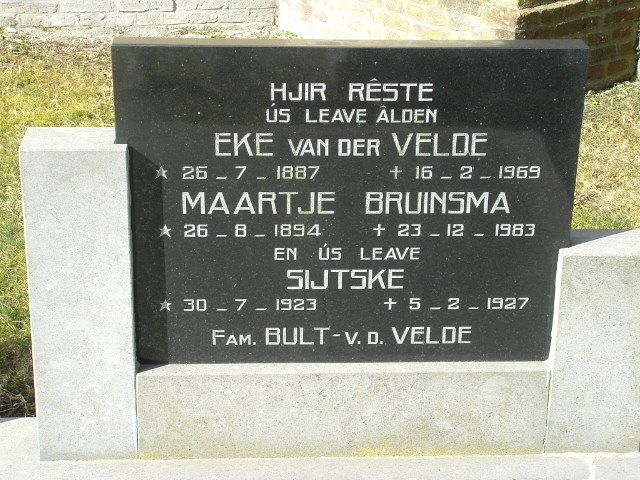 HJIR RÊSTE
ÚS LEAVE ÂLDEN
EKE VAN DER VELDE
* 26 - 7 - 1887 + 16 - 2 - 1969
MAARTJE BRUINSMA
* 26 - 8 - 1894 + 23 - 12 - 1983
EN ÚS LEAVE
SIJTSKE
* 30 - 7 - 1923 + 5 - 2 - 1927
FAM. BULT - V. D. VELDE